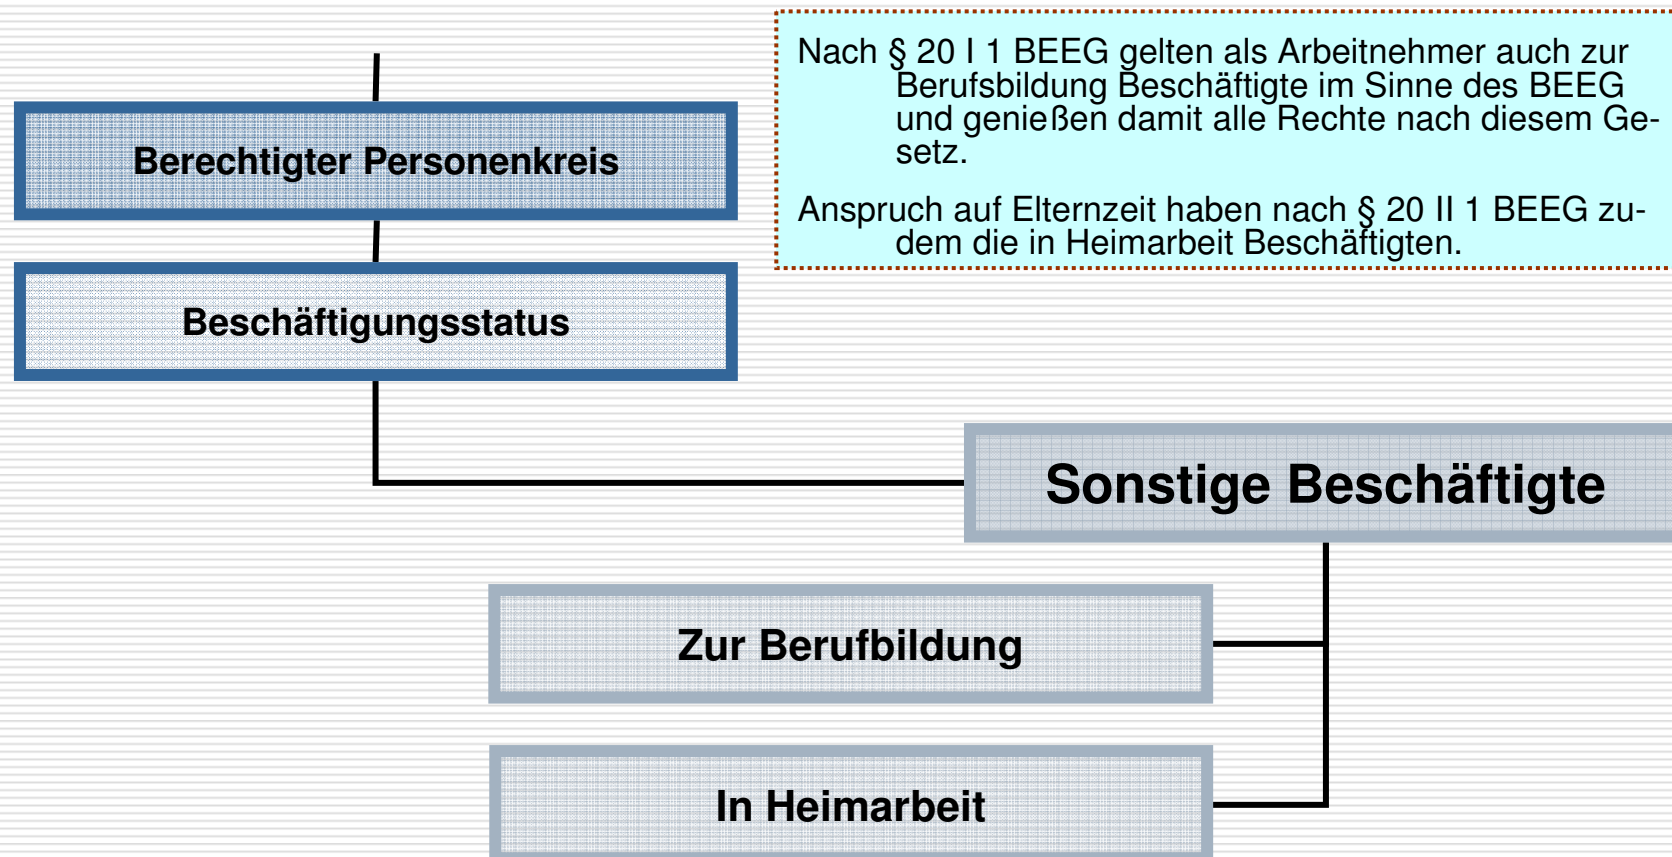 Nach § 20 I 1 BEEG gelten als Arbeitnehmer auch zur
Berufsbildung Beschäftigte im Sinne des BEEG
und genießen damit alle Rechte nach diesem Ge-
setz.
Anspruch auf Elternzeit haben nach § 20 II 1 BEEG zu-
dem die in Heimarbeit Beschäftigten.
Berechtigter Personenkreis
Beschäftigungsstatus
Sonstige Beschäftigte
Zur Berufbildung
In Heimarbeit